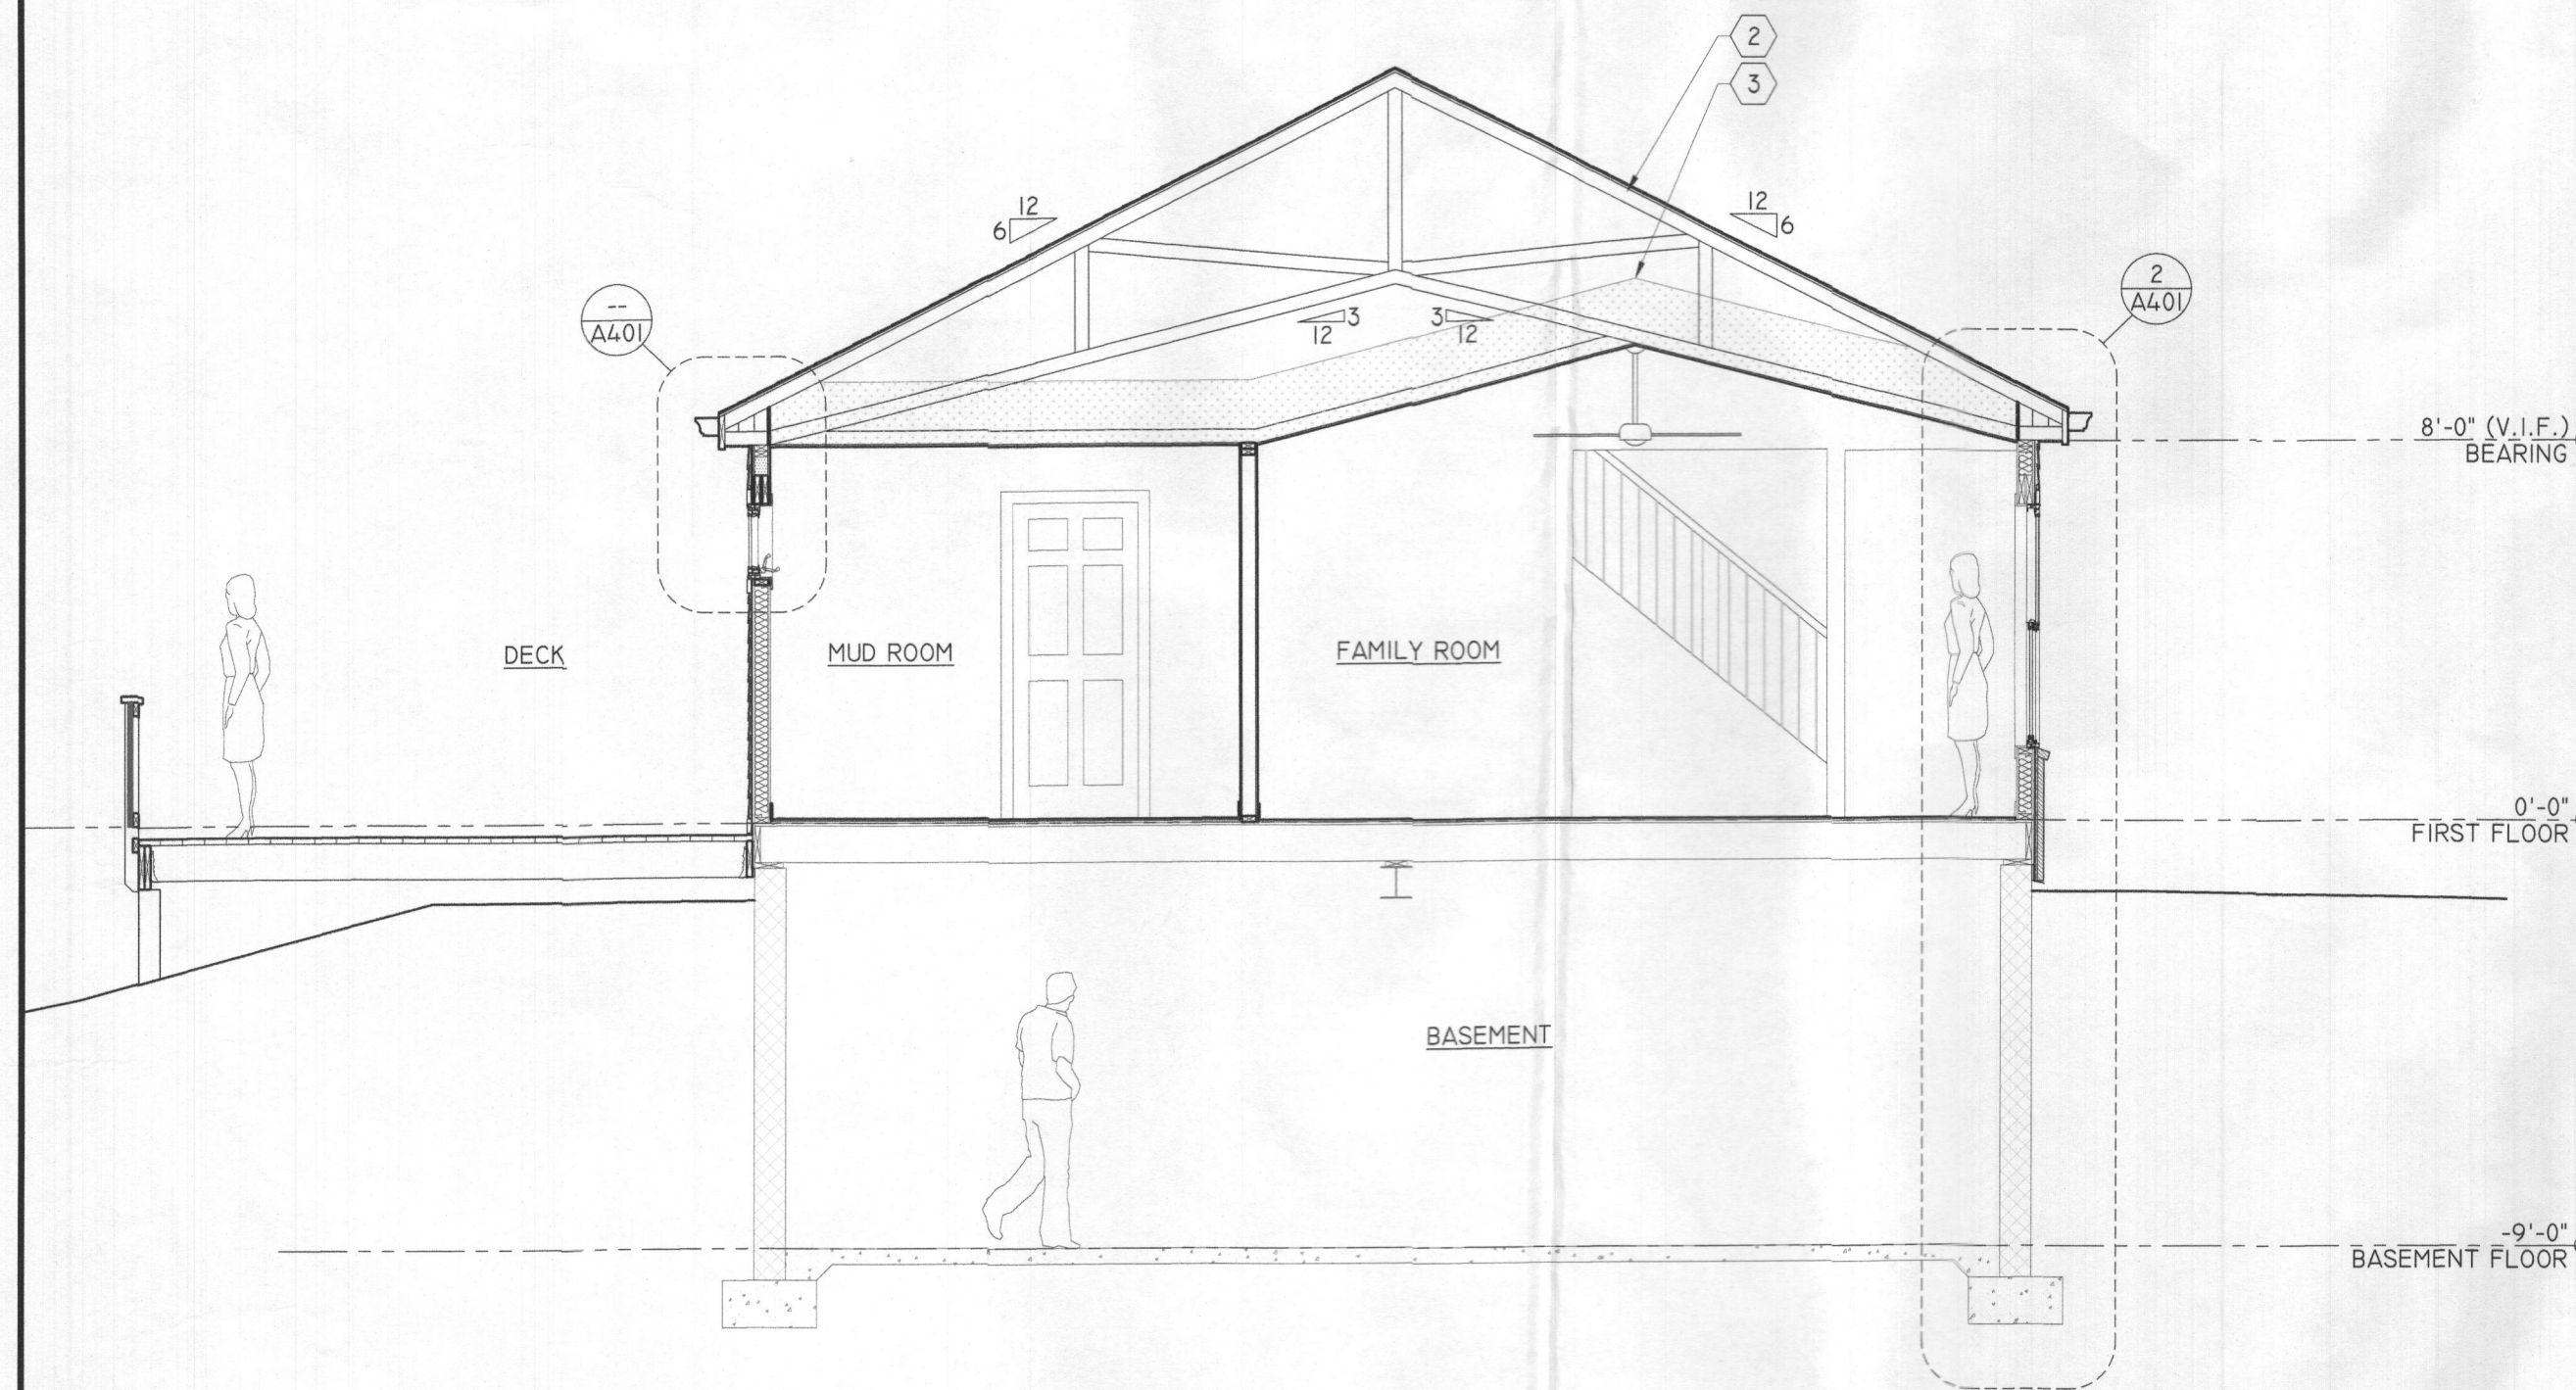 2
3
12
6
12
6
--
A401
2
A401
3
12
3
12
8'-0" (V.I.F.)
BEARING
DECK
MUD ROOM
FAMILY ROOM
0'-0"
FIRST FLOOR
BASEMENT
-9'-0"
BASEMENT FLOOR